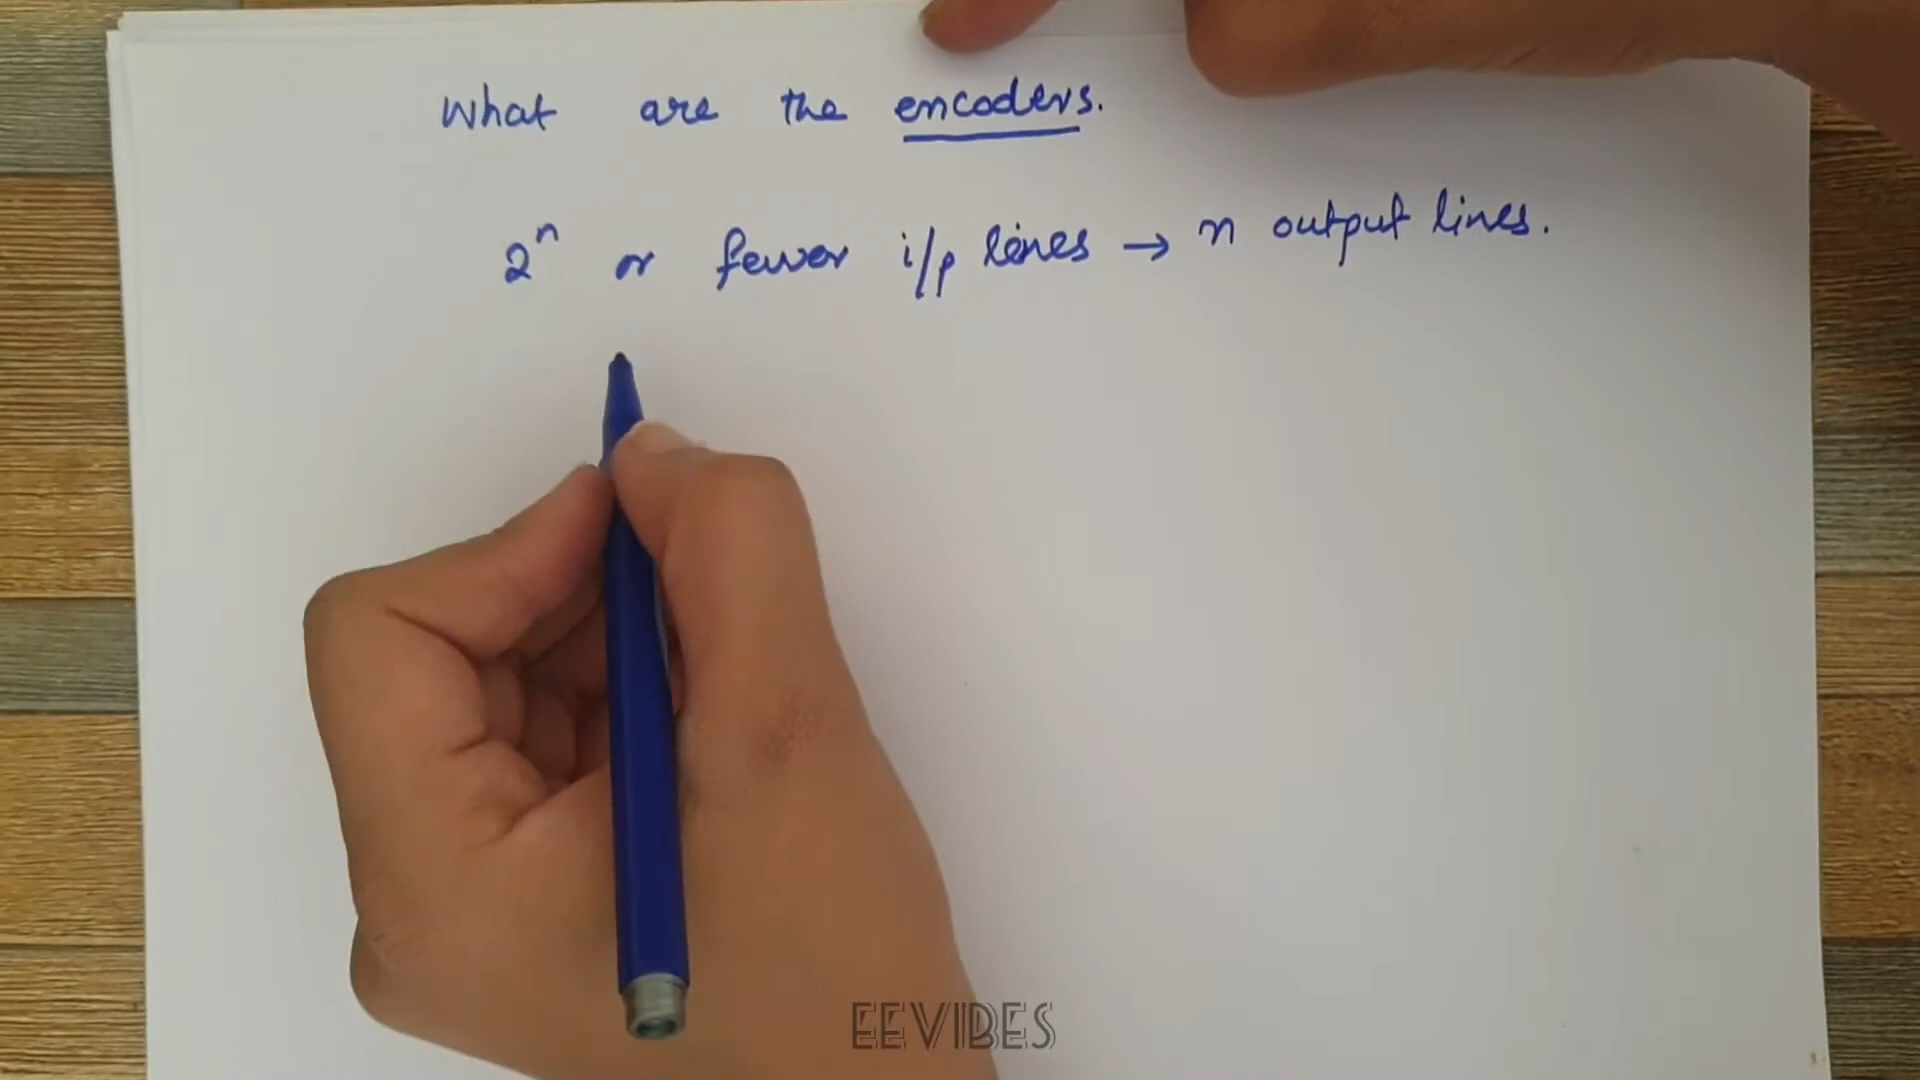 What are the encoders.
2ⁿ or fewer i/p lines → n output lines.
EEVIBES